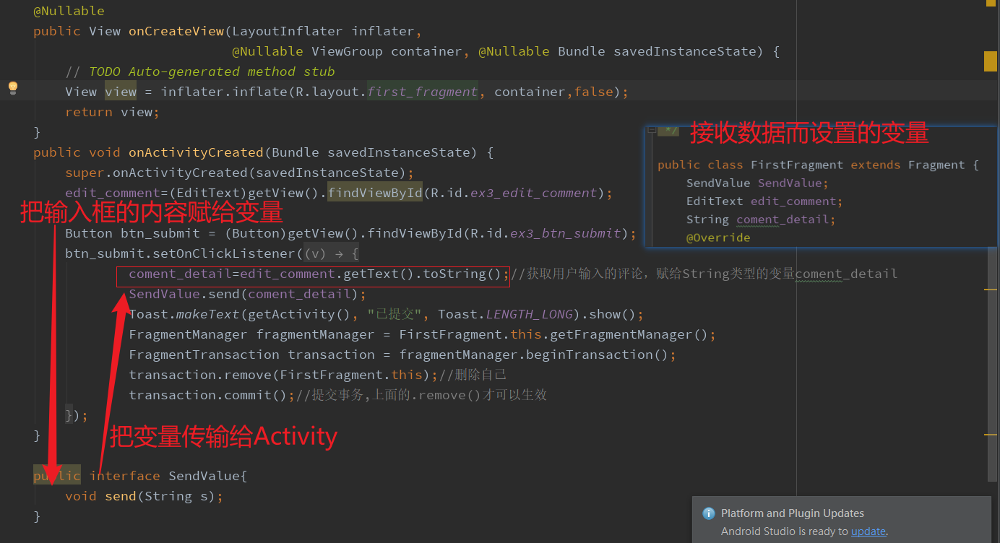 @Nullable
public View onCreateView(LayoutInflater inflater,
@Nullable ViewGroup container, @Nullable Bundle savedInstanceState) {
// TODO Auto-generated method stub
View view = inflater.inflate(R.layout.first_fragment, container,false);
return view;
}
public void onActivityCreated(Bundle savedInstanceState) {
super.onActivityCreated(savedInstanceState);
edit_comment=(EditText)getView().findViewById(R.id.ex3_edit_comment);
把输入框的内容赋给变量
Button btn_submit = (Button)getView().findViewById(R.id.ex3_btn_submit);
btn_submit.setOnClickListener((v) → {
coment_detail=edit_comment.getText().toString();//获取用户输入的评论，赋给String类型的变量coment_detail
SendValue.send(coment_detail);
Toast.makeText(getActivity(), "已提交", Toast.LENGTH_LONG).show();
FragmentManager fragmentManager = FirstFragment.this.getFragmentManager();
FragmentTransaction transaction = fragmentManager.beginTransaction();
transaction.remove(FirstFragment.this);//删除自己
transaction.commit();//提交事务,上面的.remove()才可以生效
});
}
把变量传输给Activity
public interface SendValue{
void send(String s);
}
*/
接收数据而设置的变量
public class FirstFragment extends Fragment {
SendValue SendValue;
EditText edit_comment;
String coment_detail;
@Override
Platform and Plugin Updates
Android Studio is ready to update.